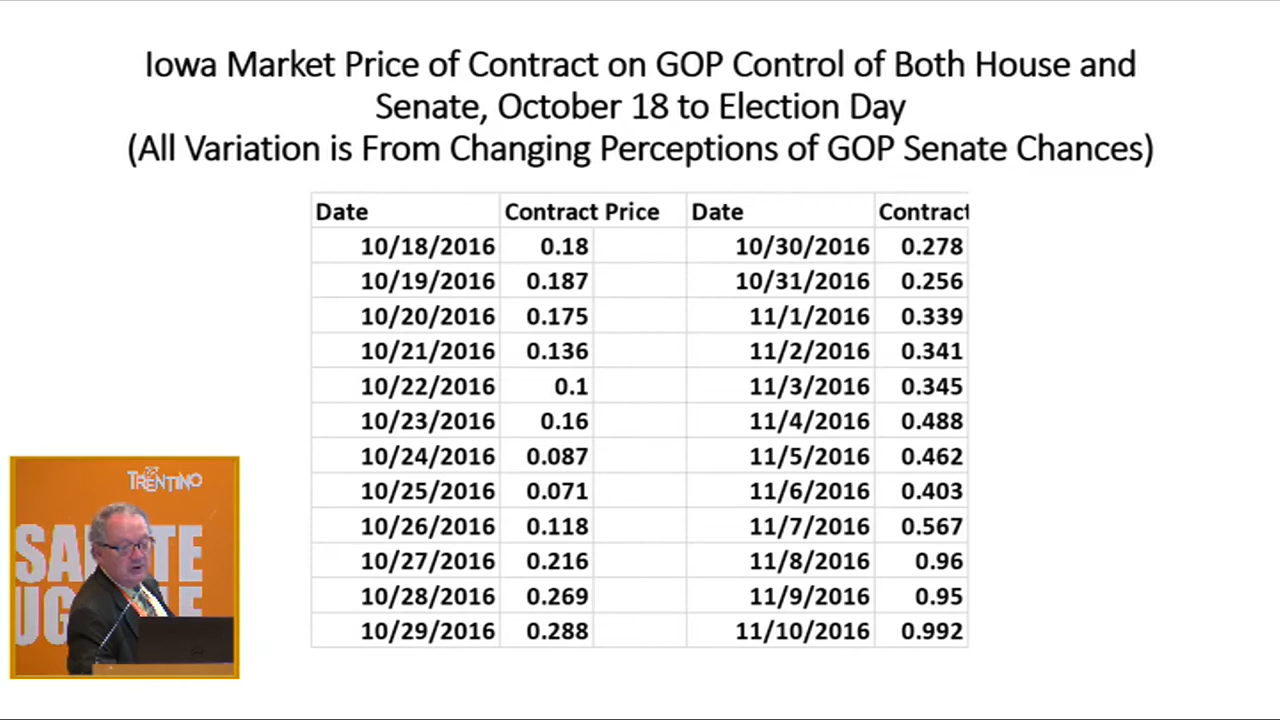 Iowa Market Price of Contract on GOP Control of Both House and
Senate, October 18 to Election Day
(All Variation is From Changing Perceptions of GOP Senate Chances)
Date Contract Price Date Contract
10/18/2016 0.18 10/30/2016 0.278
10/19/2016 0.187 10/31/2016 0.256
10/20/2016 0.175 11/1/2016 0.339
10/21/2016 0.136 11/2/2016 0.341
10/22/2016 0.1 11/3/2016 0.345
10/23/2016 0.16 11/4/2016 0.488
10/24/2016 0.087 11/5/2016 0.462
10/25/2016 0.071 11/6/2016 0.403
10/26/2016 0.118 11/7/2016 0.567
10/27/2016 0.216 11/8/2016 0.96
10/28/2016 0.269 11/9/2016 0.95
10/29/2016 0.288 11/10/2016 0.992
TRENTINO